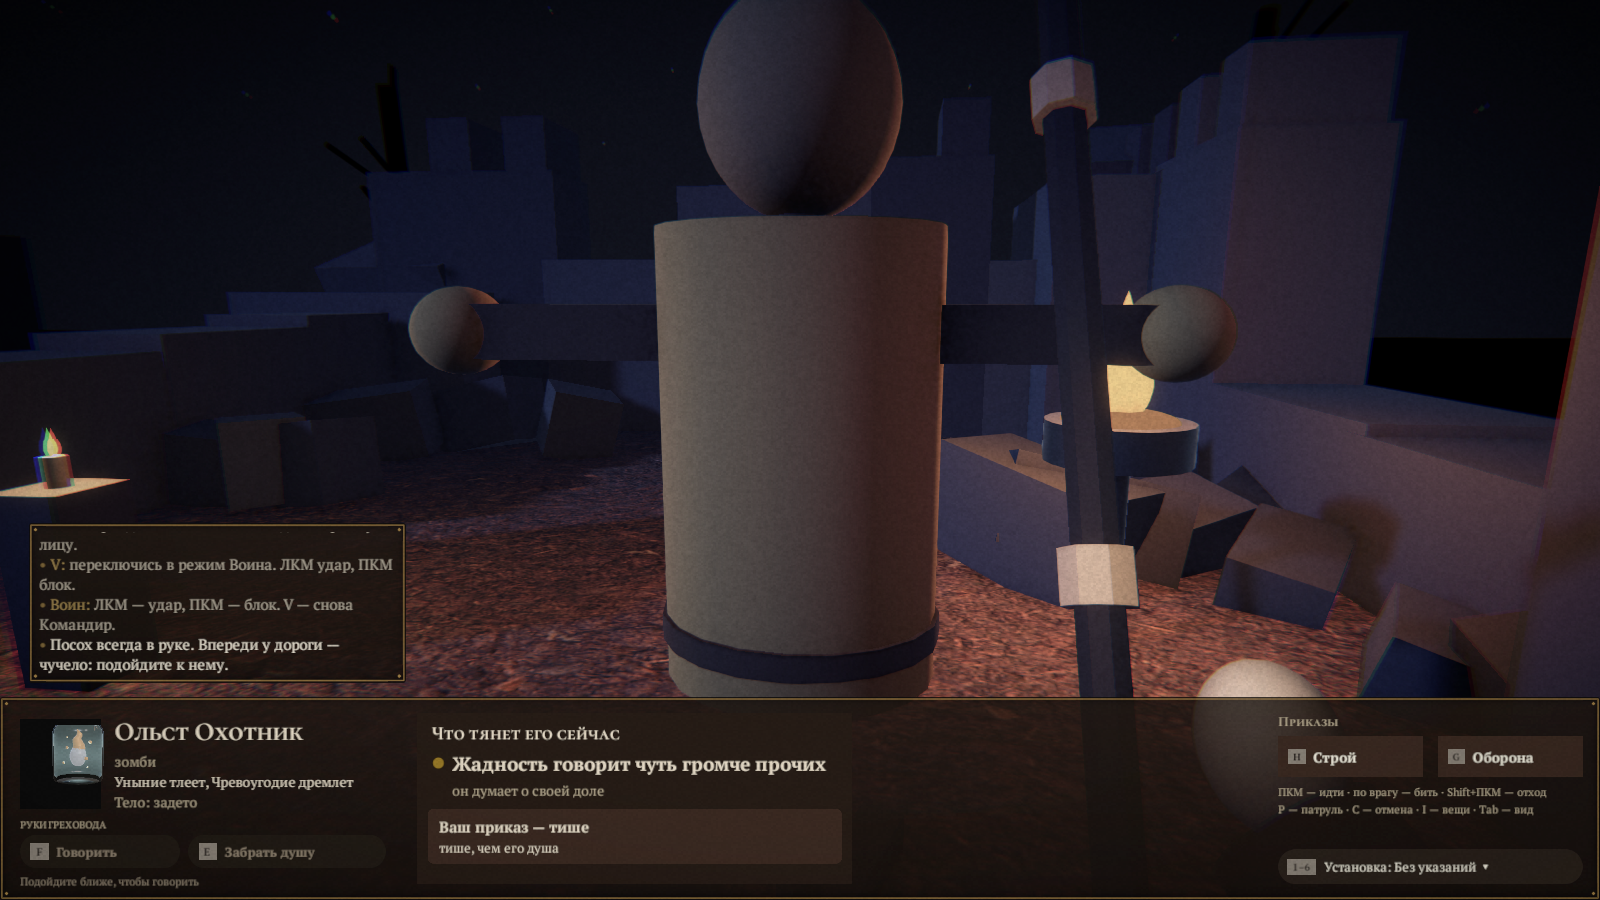 лицу.
• V: переключись в режим Воина. ЛКМ удар, ПКМ
блок.
• Воин: ЛКМ — удар, ПКМ — блок. V — снова
Командир.
• Посох всегда в руке. Впереди у дороги —
чучело: подойдите к нему.
Ольст Охотник
зомби
Уныние тлеет, Чревоугодие дремлет
Тело: задето
РУКИ ГРЕХОВОДА
F Говорить
E Забрать душу
Подойдите ближе, чтобы говорить
Что тянет его сейчас
Жадность говорит чуть громче прочих
он думает о своей доле
Ваш приказ — тише
тише, чем его душа
Приказы
H Строй
G Оборона
ПКМ — идти · по врагу — бить · Shift+ПКМ — отход
P — патруль · C — отмена · I — вещи · Tab — вид
1–6 Установка: Без указаний ▾